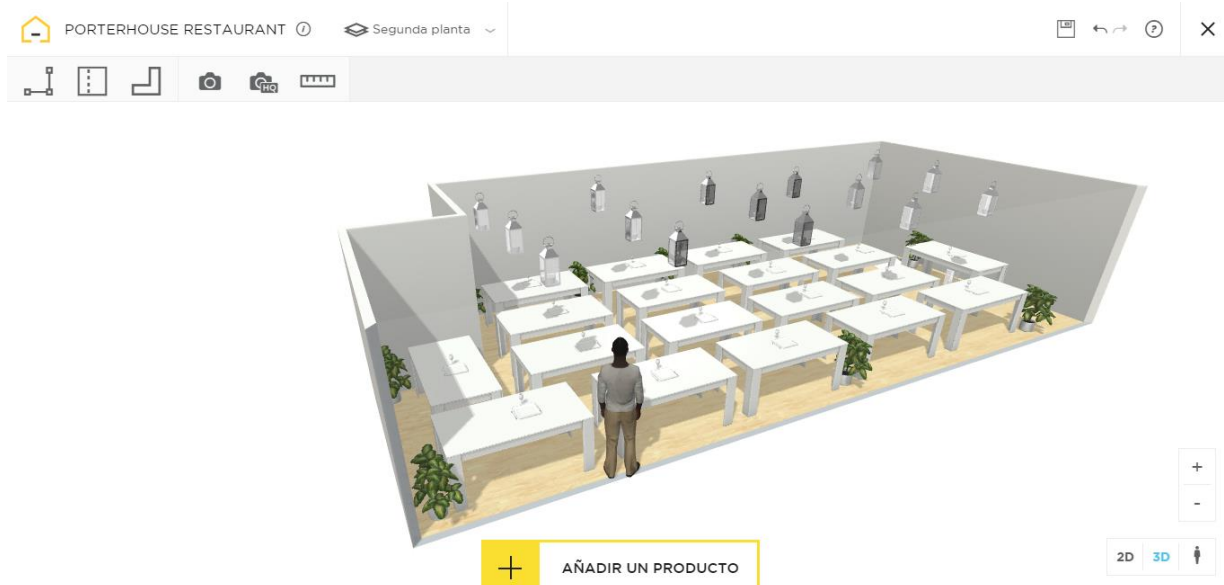 PORTERHOUSE RESTAURANT
Segunda planta
HQ
+
-
2D 3D
AÑADIR UN PRODUCTO